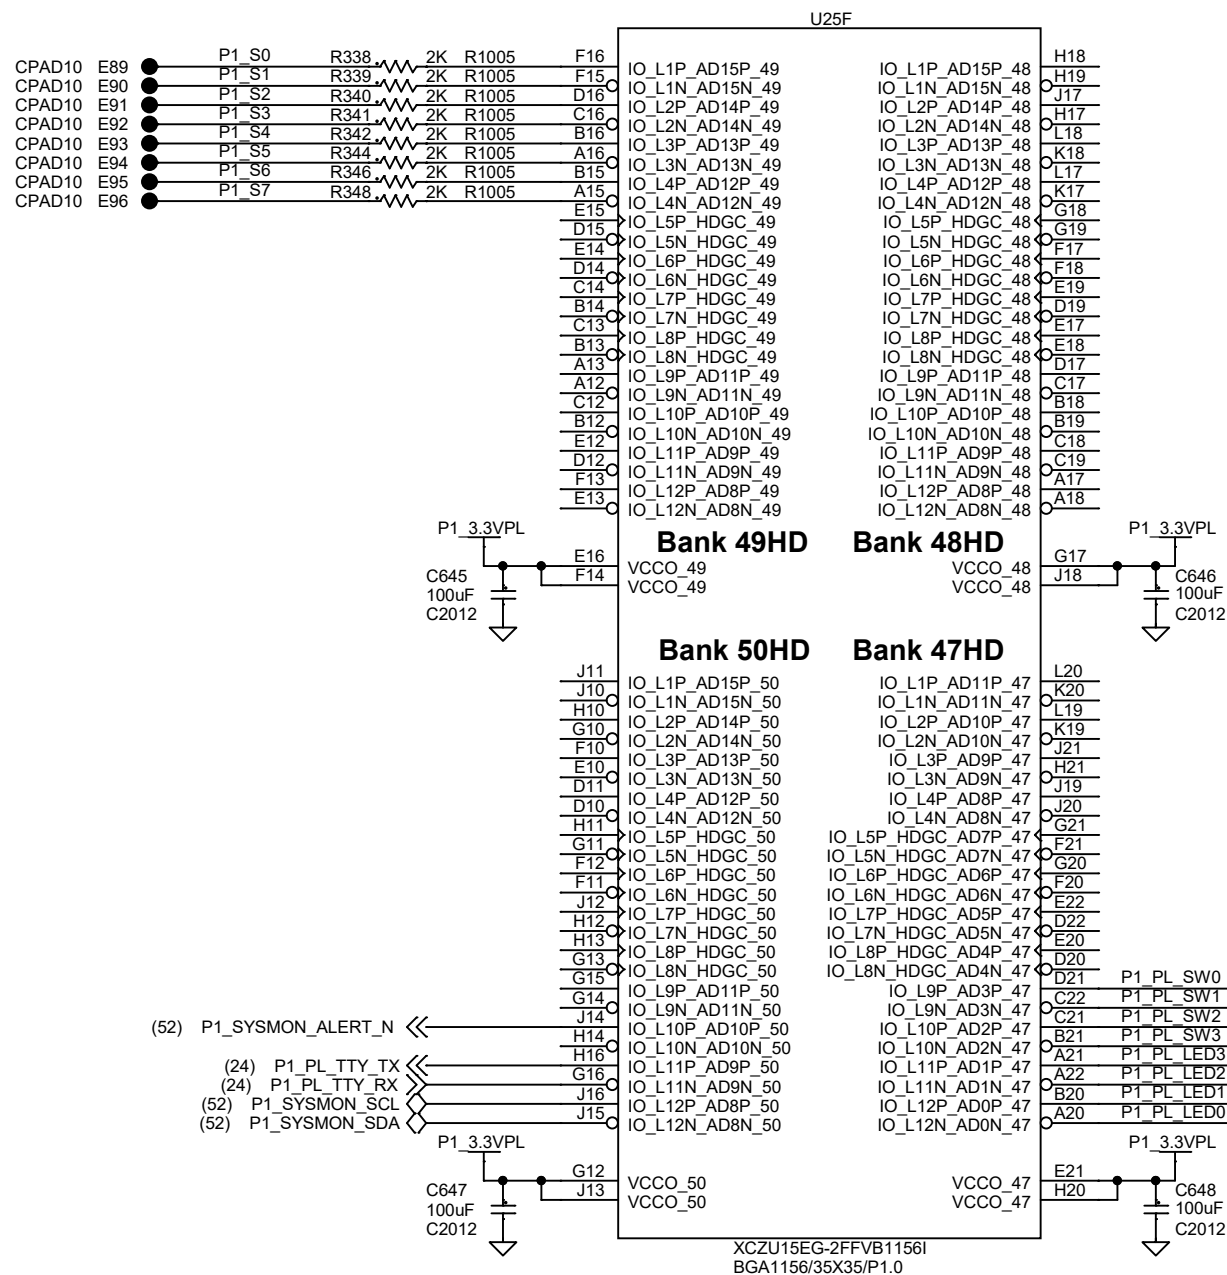 U25F
CPAD10 E89 P1_S0 R338 2K R1005 F16 IO_L1P_AD15P_49 IO_L1P_AD15P_48 H18
CPAD10 E90 P1_S1 R339 2K R1005 F15 IO_L1N_AD15N_49 IO_L1N_AD15N_48 H19
CPAD10 E91 P1_S2 R340 2K R1005 D16 IO_L2P_AD14P_49 IO_L2P_AD14P_48 J17
CPAD10 E92 P1_S3 R341 2K R1005 C16 IO_L2N_AD14N_49 IO_L2N_AD14N_48 H17
CPAD10 E93 P1_S4 R342 2K R1005 B16 IO_L3P_AD13P_49 IO_L3P_AD13P_48 L18
CPAD10 E94 P1_S5 R344 2K R1005 A16 IO_L3N_AD13N_49 IO_L3N_AD13N_48 K18
CPAD10 E95 P1_S6 R346 2K R1005 B15 IO_L4P_AD12P_49 IO_L4P_AD12P_48 L17
CPAD10 E96 P1_S7 R348 2K R1005 A15 IO_L4N_AD12N_49 IO_L4N_AD12N_48 K17
E15 IO_L5P_HDGC_49 IO_L5P_HDGC_48 G18
D15 IO_L5N_HDGC_49 IO_L5N_HDGC_48 G19
E14 IO_L6P_HDGC_49 IO_L6P_HDGC_48 F17
D14 IO_L6N_HDGC_49 IO_L6N_HDGC_48 F18
C14 IO_L7P_HDGC_49 IO_L7P_HDGC_48 E19
B14 IO_L7N_HDGC_49 IO_L7N_HDGC_48 D19
C13 IO_L8P_HDGC_49 IO_L8P_HDGC_48 E17
B13 IO_L8N_HDGC_49 IO_L8N_HDGC_48 E18
A13 IO_L9P_AD11P_49 IO_L9P_AD11P_48 D17
A12 IO_L9N_AD11N_49 IO_L9N_AD11N_48 C17
C12 IO_L10P_AD10P_49 IO_L10P_AD10P_48 B18
B12 IO_L10N_AD10N_49 IO_L10N_AD10N_48 B19
E12 IO_L11P_AD9P_49 IO_L11P_AD9P_48 C18
D12 IO_L11N_AD9N_49 IO_L11N_AD9N_48 C19
F13 IO_L12P_AD8P_49 IO_L12P_AD8P_48 A17
E13 IO_L12N_AD8N_49 IO_L12N_AD8N_48 A18
P1_3.3VPL Bank 49HD Bank 48HD P1_3.3VPL
E16 VCCO_49 VCCO_48 G17
C645 F14 VCCO_49 VCCO_48 J18 C646
100uF 100uF
C2012 C2012
Bank 50HD Bank 47HD
J11 IO_L1P_AD15P_50 IO_L1P_AD11P_47 L20
J10 IO_L1N_AD15N_50 IO_L1N_AD11N_47 K20
H10 IO_L2P_AD14P_50 IO_L2P_AD10P_47 L19
G10 IO_L2N_AD14N_50 IO_L2N_AD10N_47 K19
F10 IO_L3P_AD13P_50 IO_L3P_AD9P_47 J21
E10 IO_L3N_AD13N_50 IO_L3N_AD9N_47 H21
D11 IO_L4P_AD12P_50 IO_L4P_AD8P_47 J19
D10 IO_L4N_AD12N_50 IO_L4N_AD8N_47 J20
H11 IO_L5P_HDGC_50 IO_L5P_HDGC_AD7P_47 G21
G11 IO_L5N_HDGC_50 IO_L5N_HDGC_AD7N_47 F21
F12 IO_L6P_HDGC_50 IO_L6P_HDGC_AD6P_47 G20
F11 IO_L6N_HDGC_50 IO_L6N_HDGC_AD6N_47 F20
J12 IO_L7P_HDGC_50 IO_L7P_HDGC_AD5P_47 E22
H12 IO_L7N_HDGC_50 IO_L7N_HDGC_AD5N_47 D22
H13 IO_L8P_HDGC_50 IO_L8P_HDGC_AD4P_47 E20
G13 IO_L8N_HDGC_50 IO_L8N_HDGC_AD4N_47 D20
G15 IO_L9P_AD11P_50 IO_L9P_AD3P_47 D21 P1_PL_SW0
G14 IO_L9N_AD11N_50 IO_L9N_AD3N_47 C22 P1_PL_SW1
(52) P1_SYSMON_ALERT_N J14 IO_L10P_AD10P_50 IO_L10P_AD2P_47 C21 P1_PL_SW2
H14 IO_L10N_AD10N_50 IO_L10N_AD2N_47 B21 P1_PL_SW3
(24) P1_PL_TTY_TX H16 IO_L11P_AD9P_50 IO_L11P_AD1P_47 A21 P1_PL_LED3
(24) P1_PL_TTY_RX G16 IO_L11N_AD9N_50 IO_L11N_AD1N_47 A22 P1_PL_LED2
(52) P1_SYSMON_SCL J16 IO_L12P_AD8P_50 IO_L12P_AD0P_47 B20 P1_PL_LED1
(52) P1_SYSMON_SDA J15 IO_L12N_AD8N_50 IO_L12N_AD0N_47 A20 P1_PL_LED0
P1_3.3VPL P1_3.3VPL
G12 VCCO_50 VCCO_47 E21
C647 J13 VCCO_50 VCCO_47 H20 C648
100uF 100uF
C2012 C2012
XCZU15EG-2FFVB1156I
BGA1156/35X35/P1.0